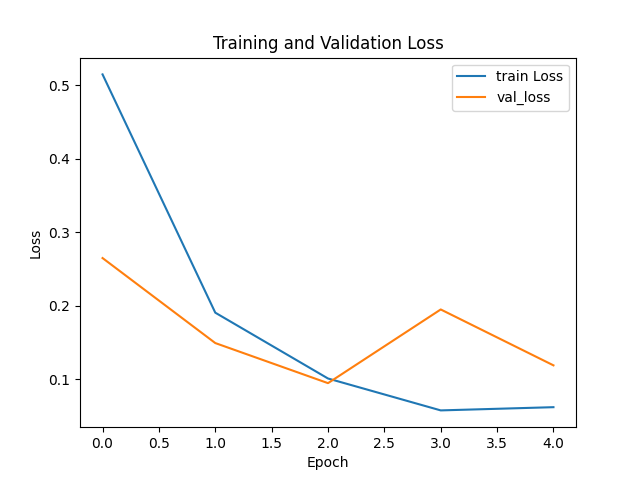 Training and Validation Loss
train Loss
val_loss
Loss
0.5
0.4
0.3
0.2
0.1
0.0 0.5 1.0 1.5 2.0 2.5 3.0 3.5 4.0
Epoch